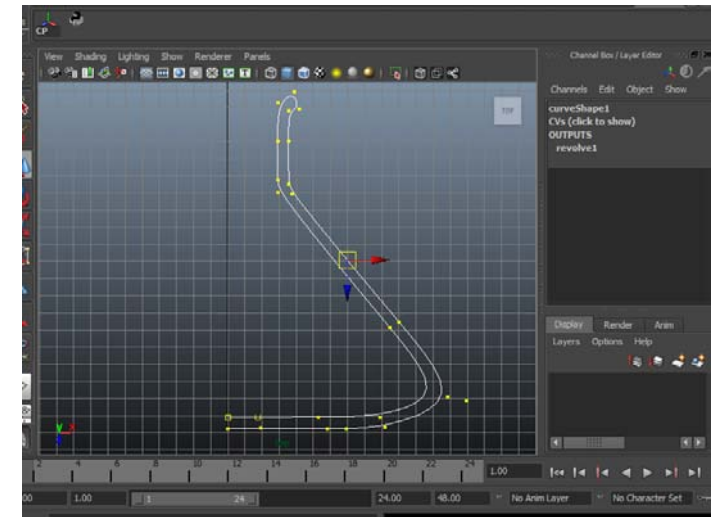 CP
Channel Box / Layer Editor
View Shading Lighting Show Renderer Panels
Channels Edit Object Show
TOP
curveShape1
CVs (click to show)
OUTPUTS
revolve1
Display Render Anim
Layers Options Help
y x
z
2 4 6 8 10 12 14 16 18 20 22 24 1.00
00 1.00 1 24 24.00 48.00 No Anim Layer No Character Set